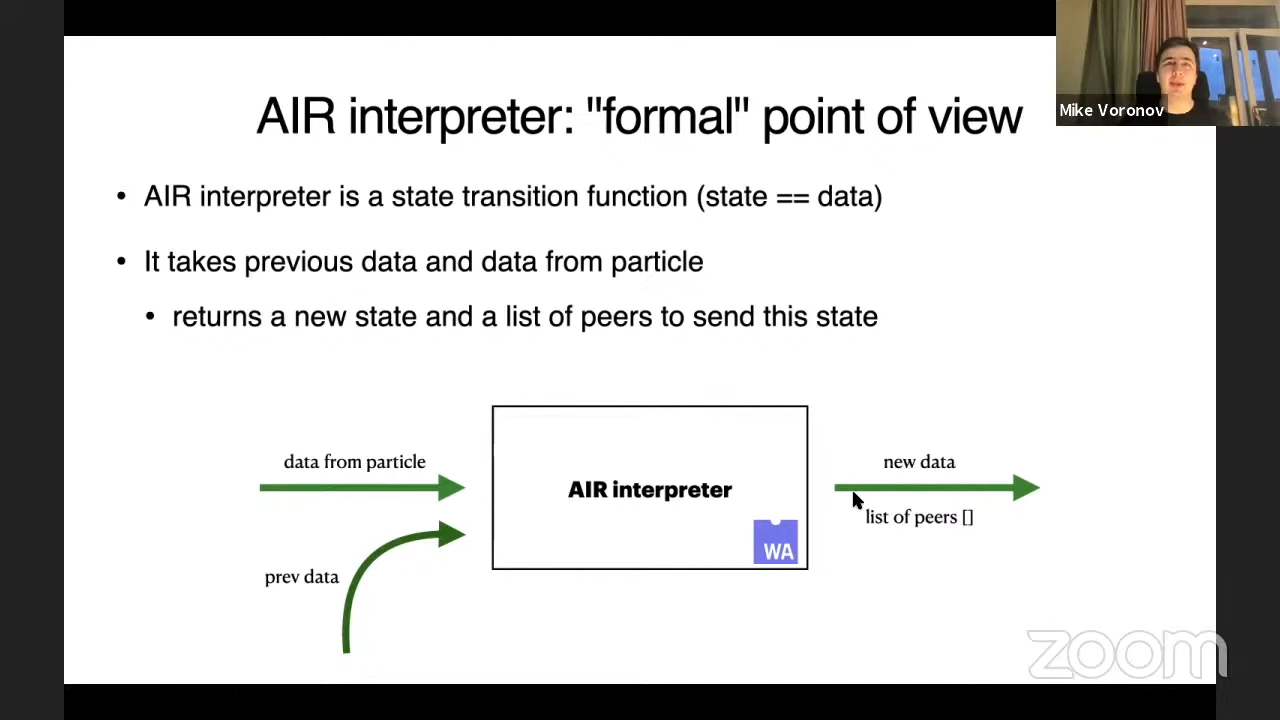 AIR interpreter: "formal" point of view
Mike Voronov
• AIR interpreter is a state transition function (state == data)
• It takes previous data and data from particle
• returns a new state and a list of peers to send this state
data from particle
prev data
AIR interpreter
WA
new data
list of peers []
zoom